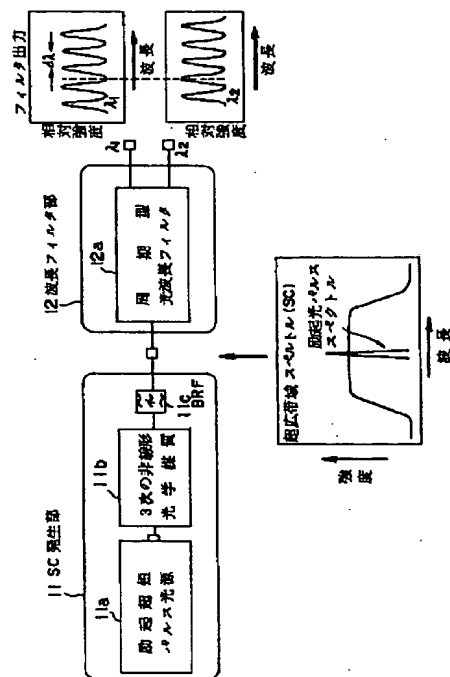 フィルタ出力
dλ
相対強度
λ1
波長
相対強度
λ2
波長
λ1
λ2
12 波長フィルタ部
12a
周期型
光波長フィルタ
11 SC 発生部
11a
励起超短
パルス光源
11b
3次の非線形
光学媒質
11c
BRF
超広帯域スペルトル(SC)
励起光パルス
スペクトル
強度
波長